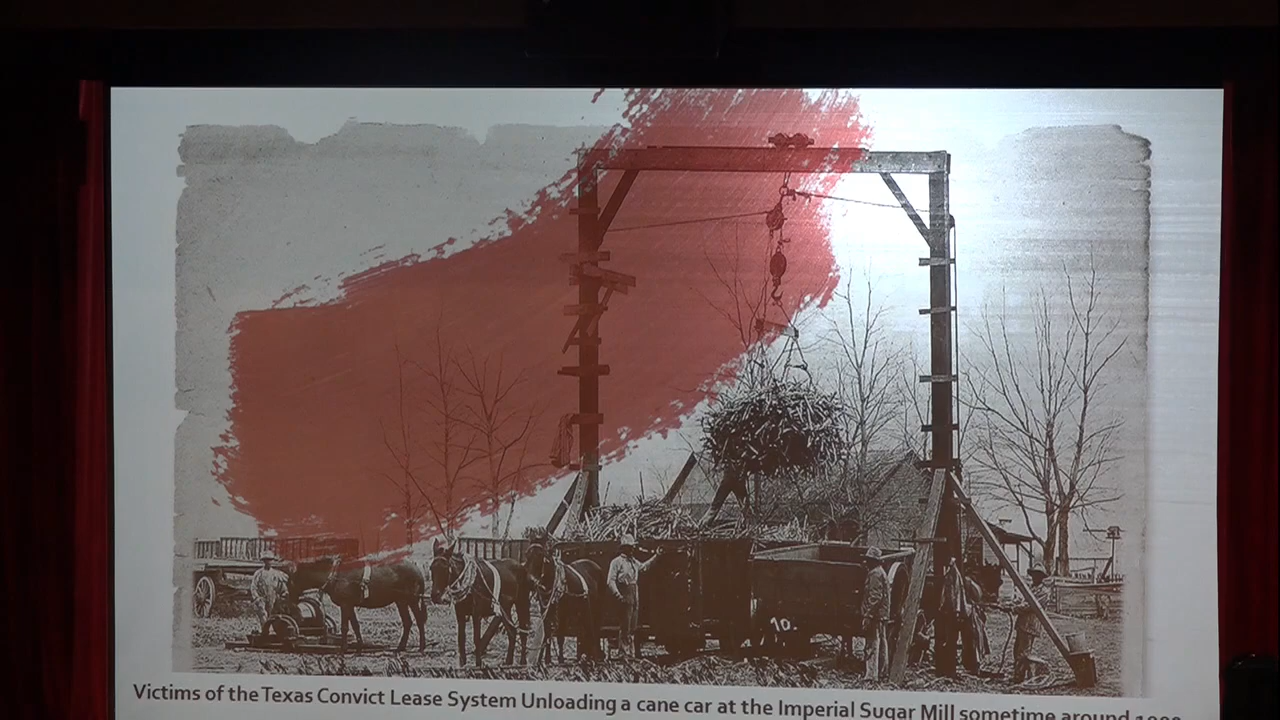 10.
Victims of the Texas Convict Lease System Unloading a cane car at the Imperial Sugar Mill sometime around